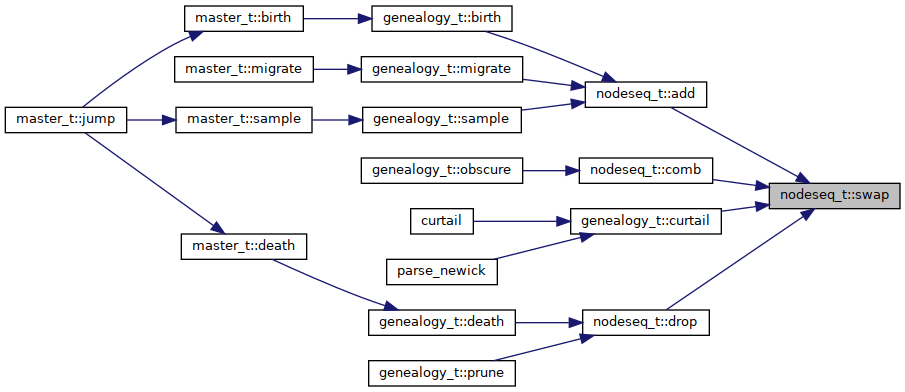 master_t::birth
genealogy_t::birth
master_t::migrate
genealogy_t::migrate
nodeseq_t::add
master_t::jump
master_t::sample
genealogy_t::sample
genealogy_t::obscure
nodeseq_t::comb
nodeseq_t::swap
curtail
genealogy_t::curtail
master_t::death
parse_newick
genealogy_t::death
nodeseq_t::drop
genealogy_t::prune